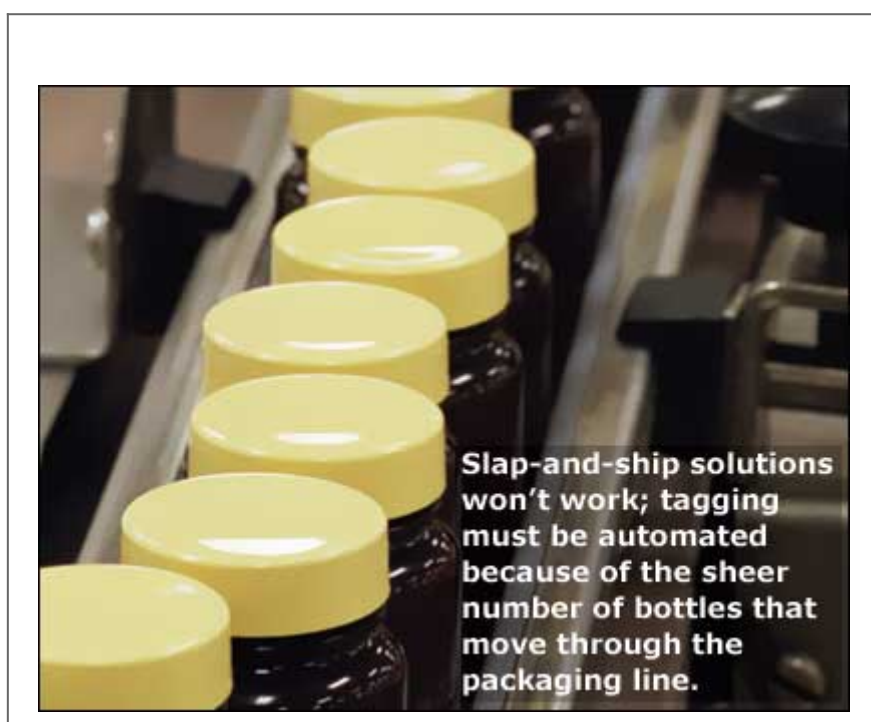 Slap-and-ship solutions
won't work; tagging
must be automated
because of the sheer
number of bottles that
move through the
packaging line.